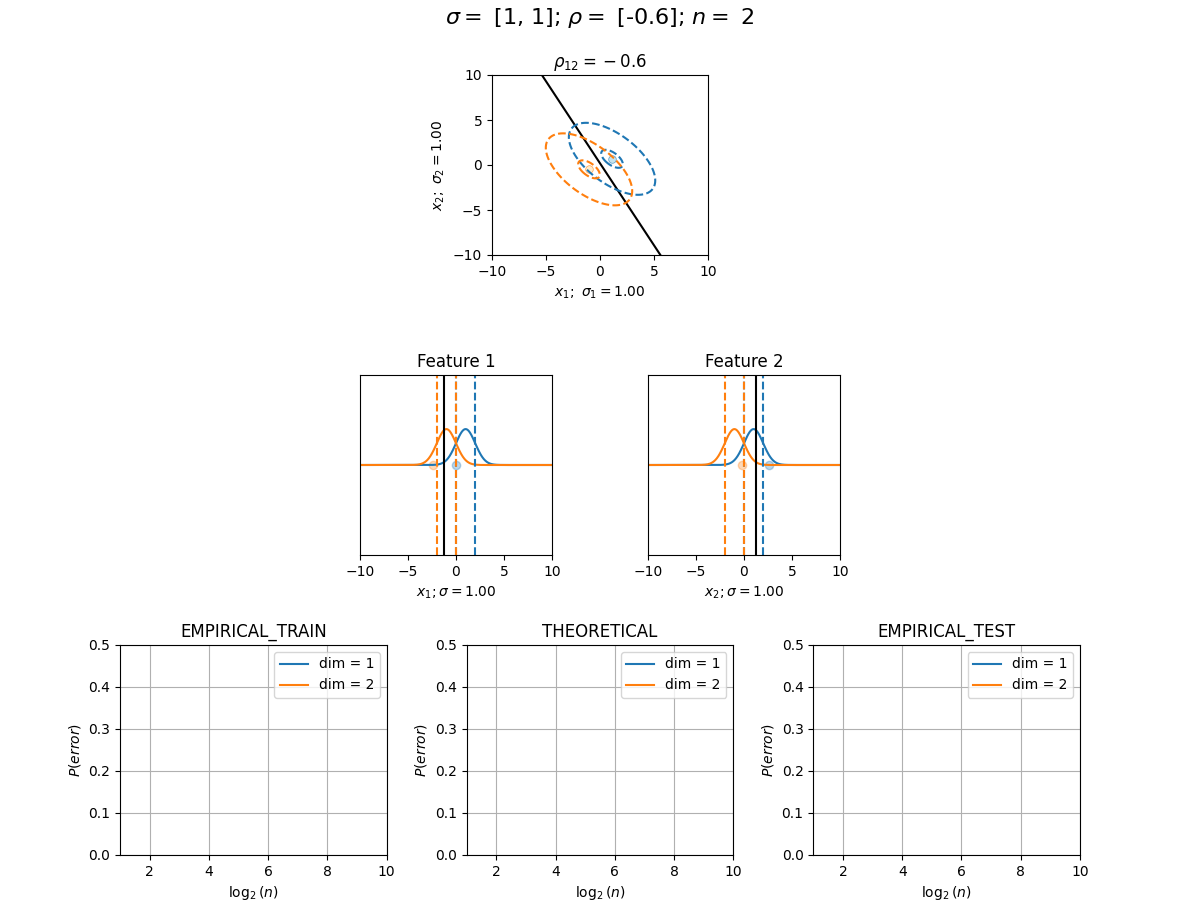 σ = [1, 1]; ρ = [-0.6]; n = 2
ρ₁₂ = −0.6
10
5
0
−5
−10
x₂; σ₂ = 1.00
−10 −5 0 5 10
x₁; σ₁ = 1.00
Feature 1 Feature 2
−10 −5 0 5 10 −10 −5 0 5 10
x₁; σ = 1.00 x₂; σ = 1.00
EMPIRICAL_TRAIN THEORETICAL EMPIRICAL_TEST
0.5 0.5 0.5
dim = 1 dim = 1 dim = 1
dim = 2 dim = 2 dim = 2
0.4 0.4 0.4
0.3 0.3 0.3
P(error) P(error) P(error)
0.2 0.2 0.2
0.1 0.1 0.1
0.0 0.0 0.0
2 4 6 8 10 2 4 6 8 10 2 4 6 8 10
log₂(n) log₂(n) log₂(n)